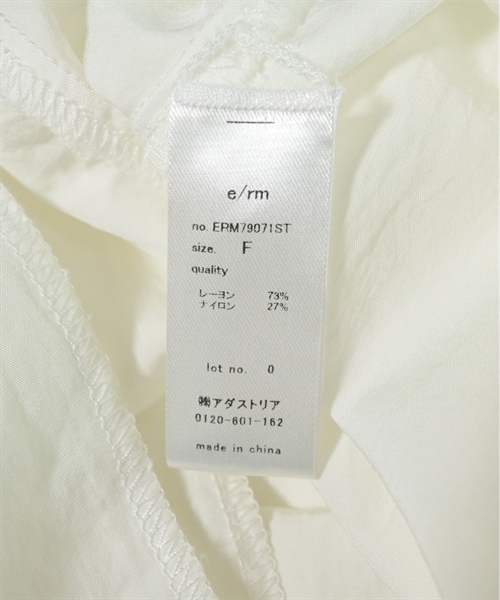 e/rm
no. ERM79071ST
size. F
quality
レーヨン 73%
ナイロン 27%
lot no. 0
㈱アダストリア
0120-601-162
made in china